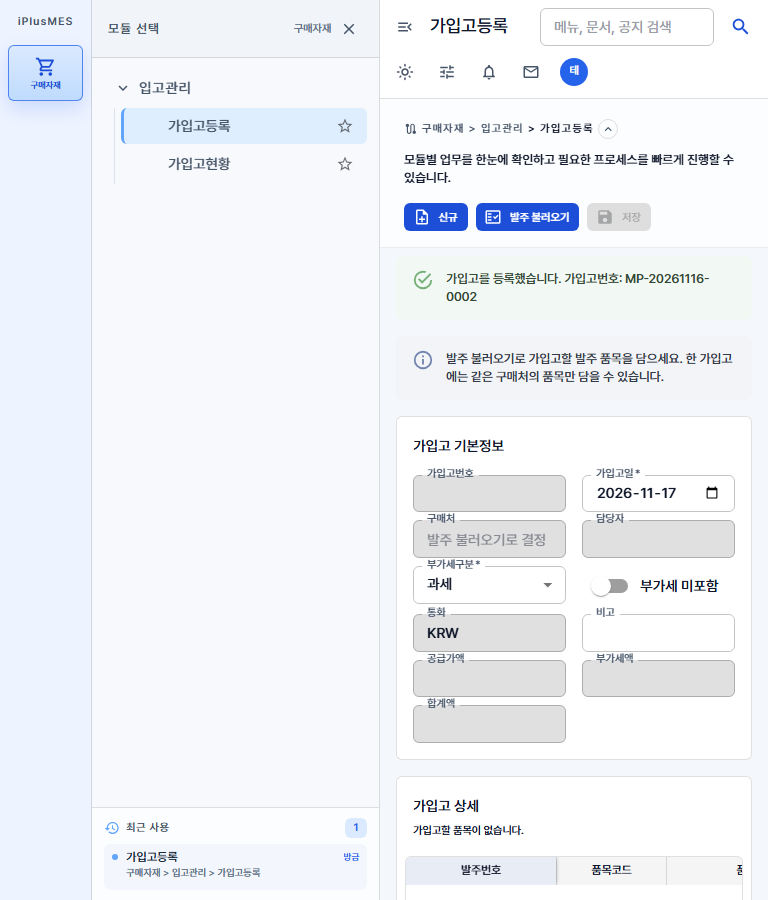 iPlusMES
구매자재
모듈 선택
구매자재
입고관리
가입고등록
가입고현황
최근 사용
1
가입고등록
방금
구매자재 > 입고관리 > 가입고등록
가입고등록
메뉴, 문서, 공지 검색
테
구매자재 > 입고관리 > 가입고등록
모듈별 업무를 한눈에 확인하고 필요한 프로세스를 빠르게 진행할 수
있습니다.
신규
발주 불러오기
저장
가입고를 등록했습니다. 가입고번호: MP-20261116-
0002
발주 불러오기로 가입고할 발주 품목을 담으세요. 한 가입고
에는 같은 구매처의 품목만 담을 수 있습니다.
가입고 기본정보
가입고번호
가입고일 *
2026-11-17
구매처
발주 불러오기로 결정
담당자
부가세구분 *
과세
부가세 미포함
통화
KRW
비고
공급가액
부가세액
합계액
가입고 상세
가입고할 품목이 없습니다.
발주번호
품목코드